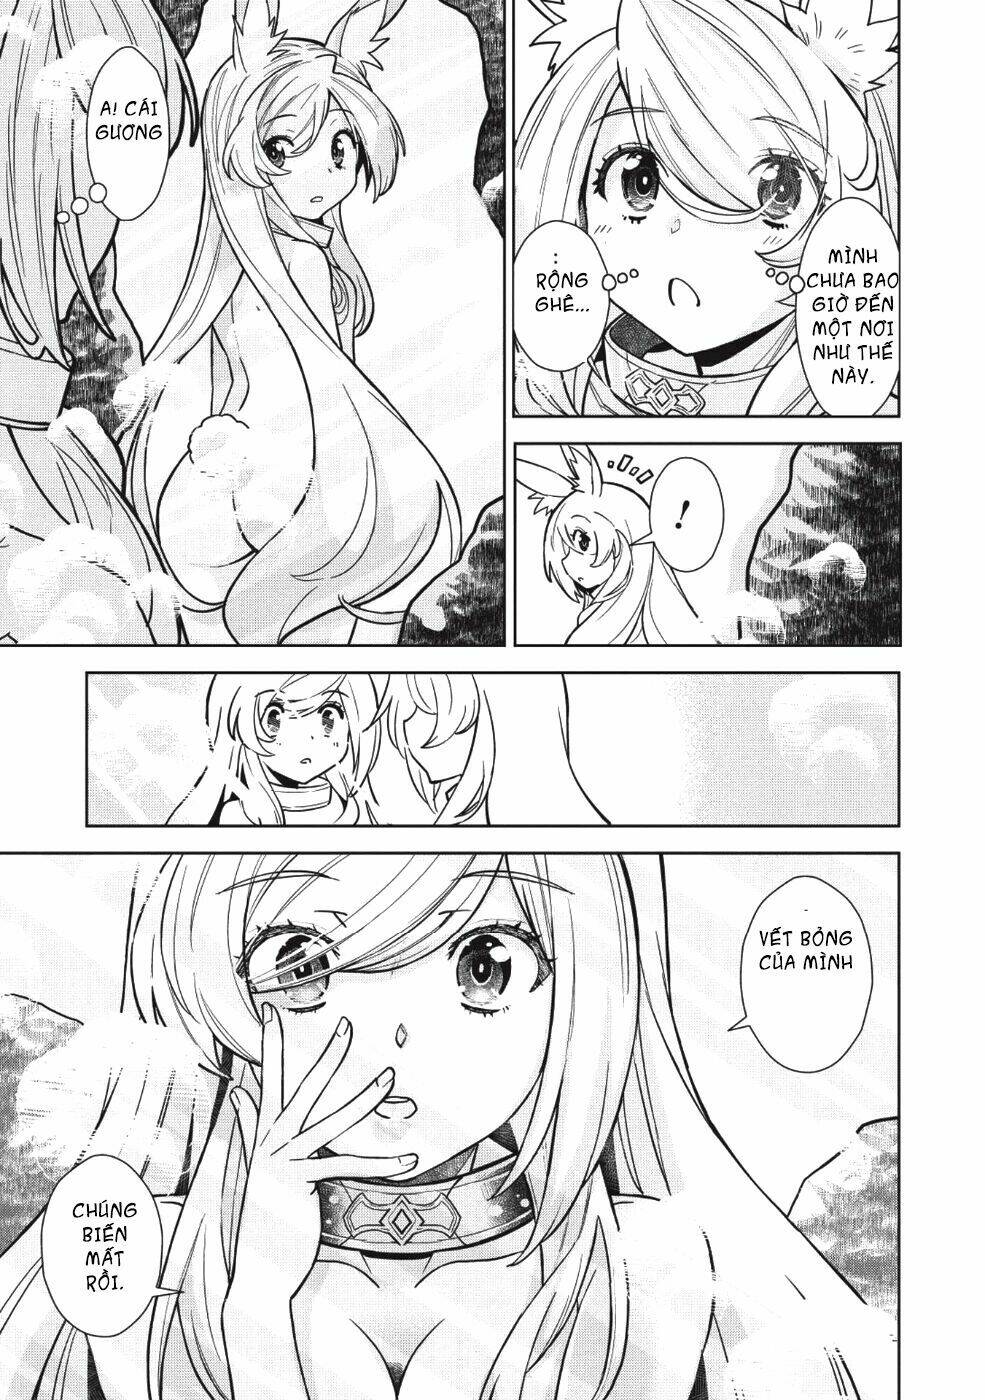 MÌNH
CHƯA BAO
GIỜ ĐẾN
MỘT NƠI
NHƯ THẾ
NÀY.
...
RỘNG
GHÊ...
!
A! CÁI
GƯƠNG
VẾT BỎNG
CỦA MÌNH
CHÚNG
BIẾN
MẤT
RỒI.